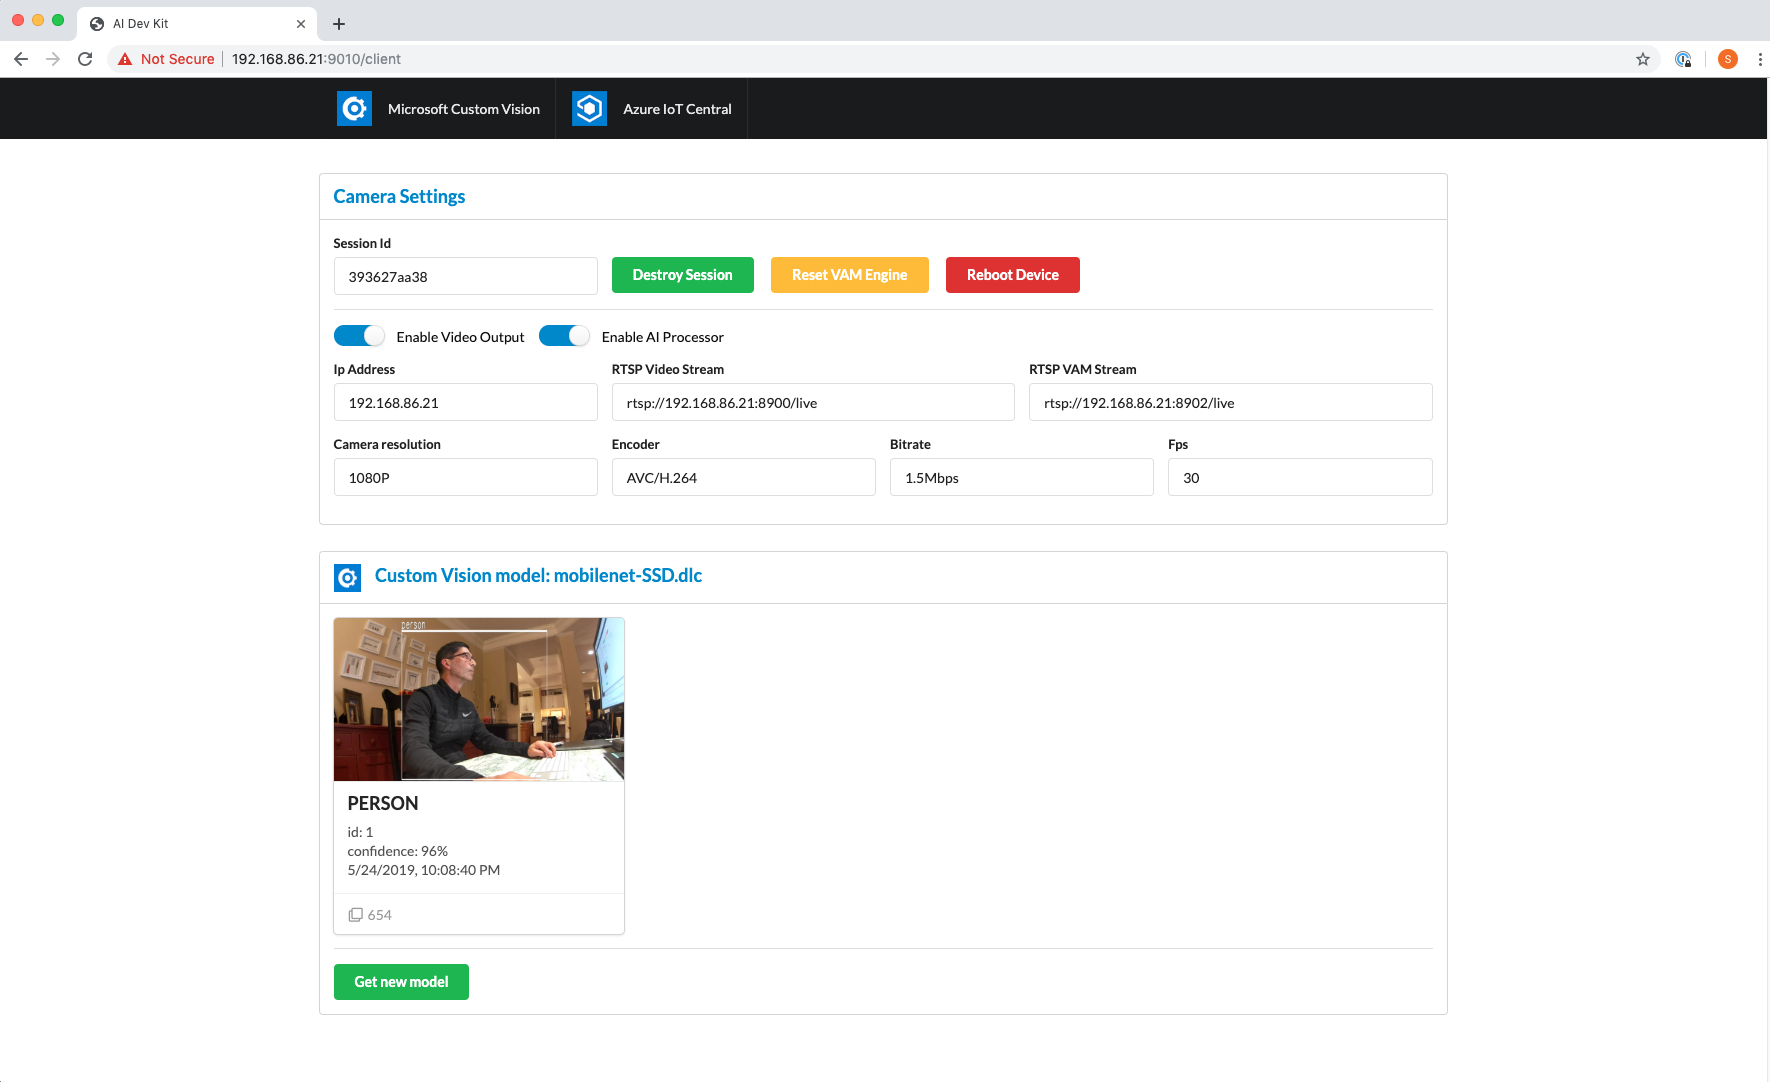 AI Dev Kit
Not Secure
192.168.86.21:9010/client
S
Microsoft Custom Vision
Azure IoT Central
Camera Settings
Session Id
393627aa38
Destroy Session
Reset VAM Engine
Reboot Device
Enable Video Output
Enable AI Processor
Ip Address
RTSP Video Stream
RTSP VAM Stream
192.168.86.21
rtsp://192.168.86.21:8900/live
rtsp://192.168.86.21:8902/live
Camera resolution
Encoder
Bitrate
Fps
1080P
AVC/H.264
1.5Mbps
30
Custom Vision model: mobilenet-SSD.dlc
person
PERSON
id: 1
confidence: 96%
5/24/2019, 10:08:40 PM
654
Get new model